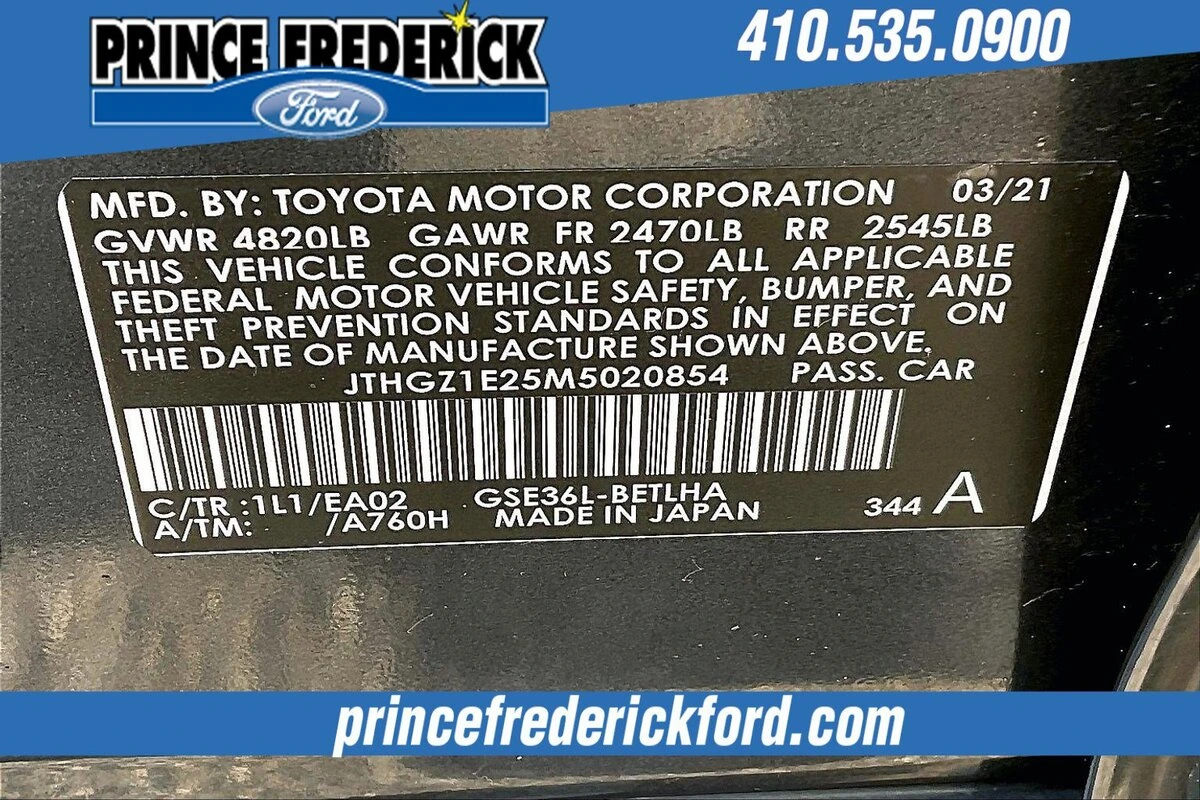 PRINCE FREDERICK
Ford
410.535.0900
MFD. BY: TOYOTA MOTOR CORPORATION 03/21
GVWR 4820LB GAWR FR 2470LB RR 2545LB
THIS VEHICLE CONFORMS TO ALL APPLICABLE
FEDERAL MOTOR VEHICLE SAFETY, BUMPER, AND
THEFT PREVENTION STANDARDS IN EFFECT ON
THE DATE OF MANUFACTURE SHOWN ABOVE.
JTHGZ1E25M5020854 PASS. CAR
C/TR :1L1/EA02 GSE36L-BETLHA
A/TM: /A760H MADE IN JAPAN 344 A
princefrederickford.com